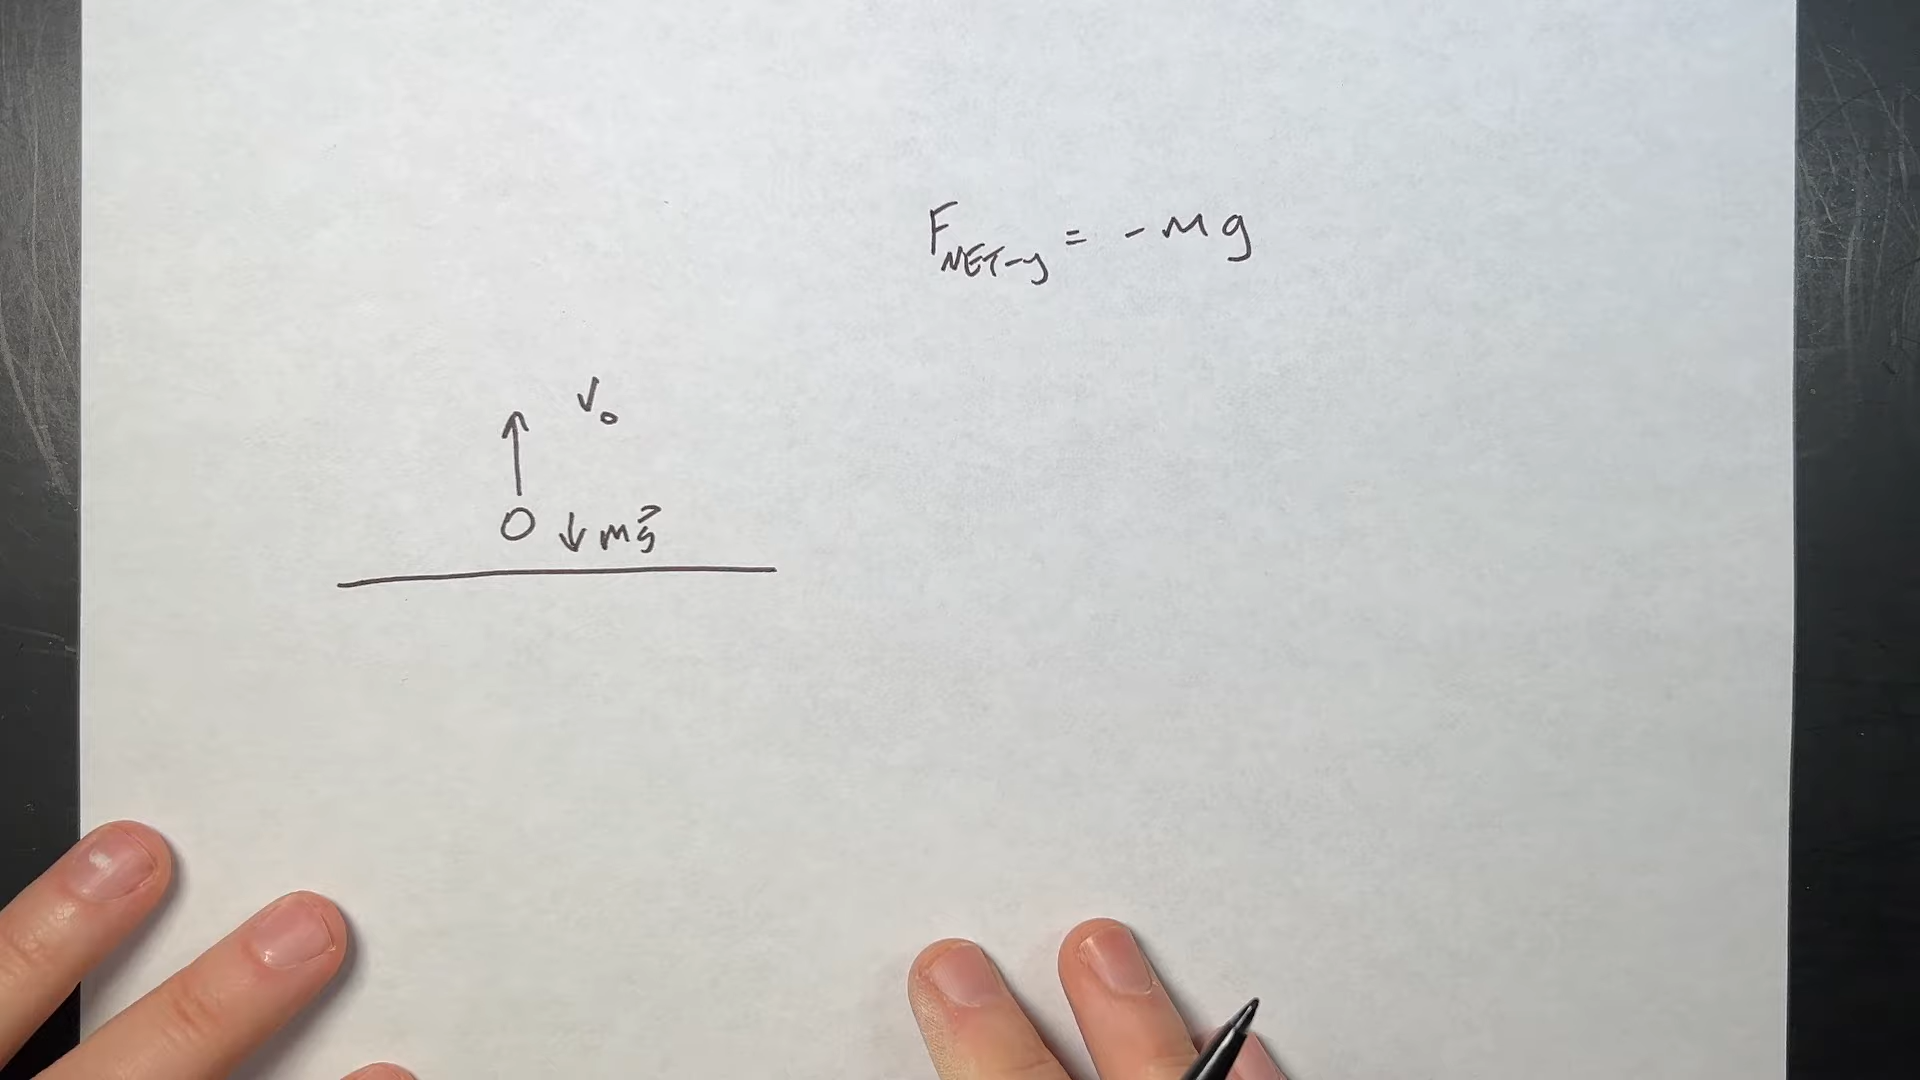 F_NET-y = -mg
v₀
↓ mg⃗